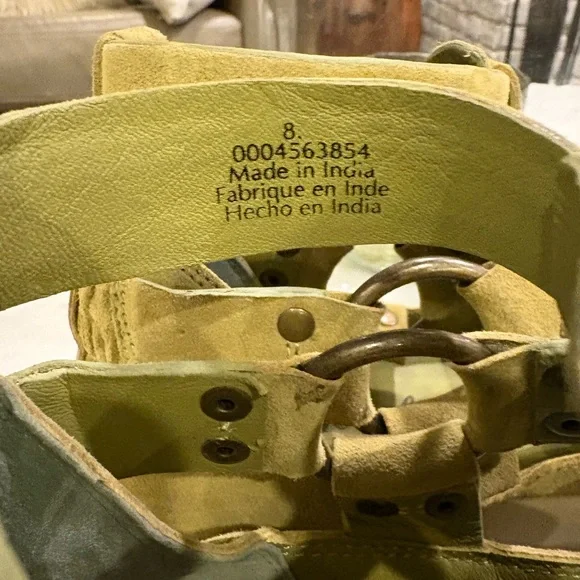 8.
0004563854
Made in India
Fabrique en Inde
Hecho en India